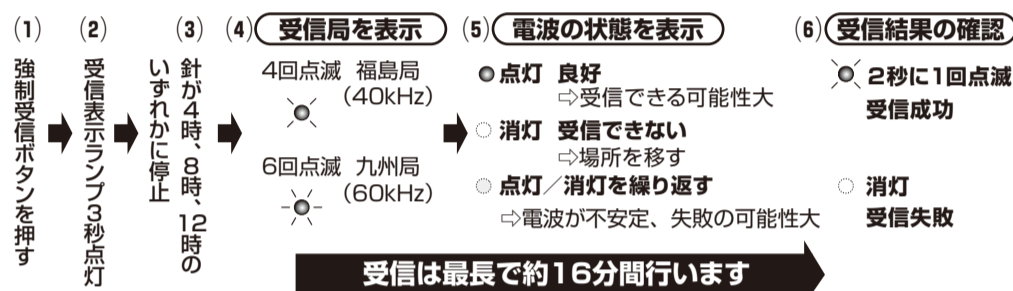 (1)
強制受信ボタンを押す
(2)
受信表示ランプ3秒点灯
(3)
針が4時、8時、12時の
いずれかに停止
(4) 受信局を表示
4回点滅 福島局
(40kHz)
6回点滅 九州局
(60kHz)
(5) 電波の状態を表示
点灯 良好
⇨受信できる可能性大
消灯 受信できない
⇨場所を移す
点灯/消灯を繰り返す
⇨電波が不安定、失敗の可能性大
(6) 受信結果の確認
2秒に1回点滅
受信成功
消灯
受信失敗
受信は最長で約16分間行います